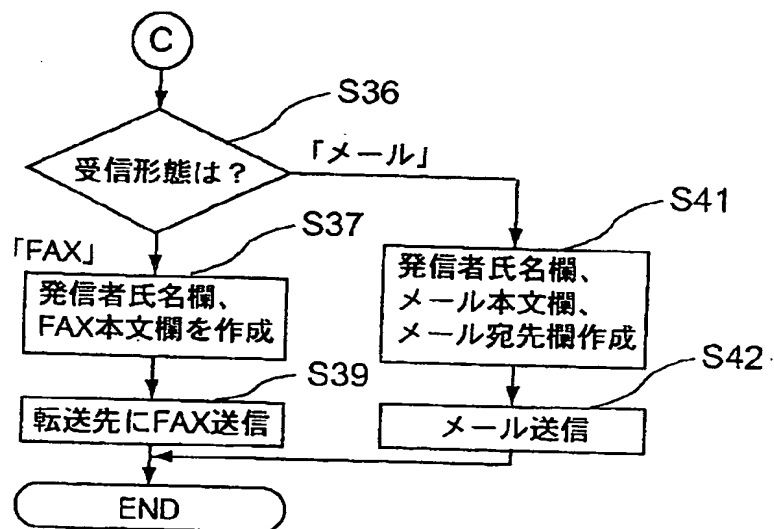 C
S36
受信形態は？
「メール」
S41
S37
「FAX」
発信者氏名欄、
FAX本文欄を作成
発信者氏名欄、
メール本文欄、
メール宛先欄作成
S39
S42
転送先にFAX送信
メール送信
END